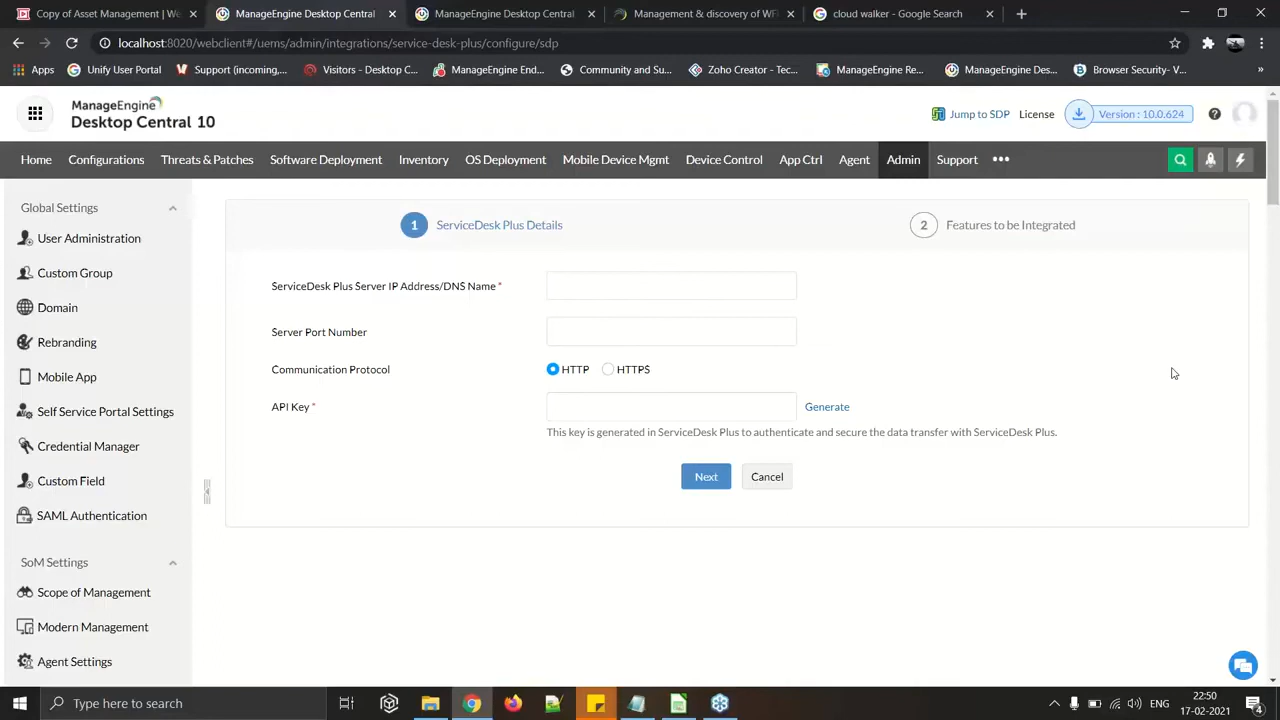 Copy of Asset Management | We
ManageEngine Desktop Central
ManageEngine Desktop Central
Management & discovery of WF
cloud walker - Google Search
localhost:8020/webclient#/uems/admin/integrations/service-desk-plus/configure/sdp
Apps
Unify User Portal
Support (incoming,...
Visitors - Desktop C...
ManageEngine End...
Community and Su...
Zoho Creator - Tec...
ManageEngine Re...
ManageEngine Des...
Browser Security- V...
»
ManageEngine
Desktop Central 10
Jump to SDP
License
Version : 10.0.624
Home
Configurations
Threats & Patches
Software Deployment
Inventory
OS Deployment
Mobile Device Mgmt
Device Control
App Ctrl
Agent
Admin
Support
Global Settings
User Administration
Custom Group
Domain
Rebranding
Mobile App
Self Service Portal Settings
Credential Manager
Custom Field
SAML Authentication
SoM Settings
Scope of Management
Modern Management
Agent Settings
1 ServiceDesk Plus Details
2 Features to be Integrated
ServiceDesk Plus Server IP Address/DNS Name *
Server Port Number
Communication Protocol
HTTP HTTPS
API Key *
Generate
This key is generated in ServiceDesk Plus to authenticate and secure the data transfer with ServiceDesk Plus.
Next
Cancel
Type here to search
ENG
22:50
17-02-2021
4